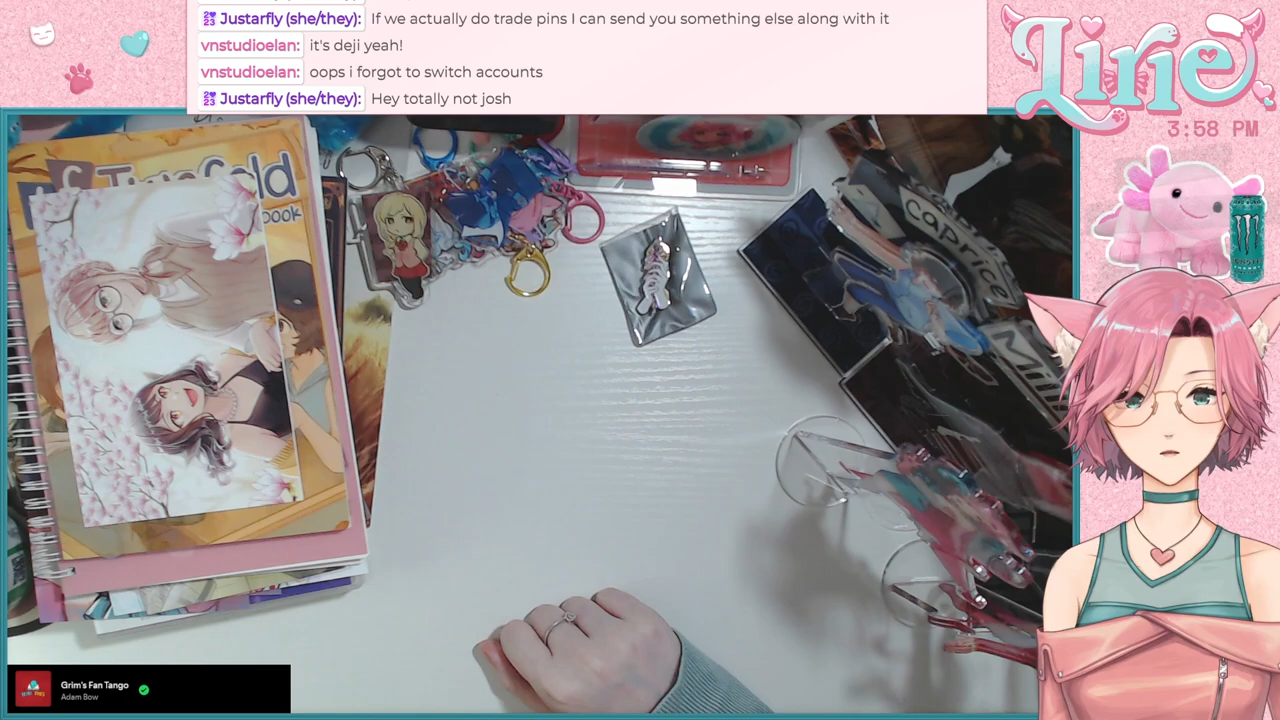 Justarfly (she/they): If we actually do trade pins I can send you something else along with it
vnstudioelan: it's deji yeah!
vnstudioelan: oops i forgot to switch accounts
Justarfly (she/they): Hey totally not josh
Lirie
3:58 PM
book
Caprice
Grim's Fan Tango
Adam Bow